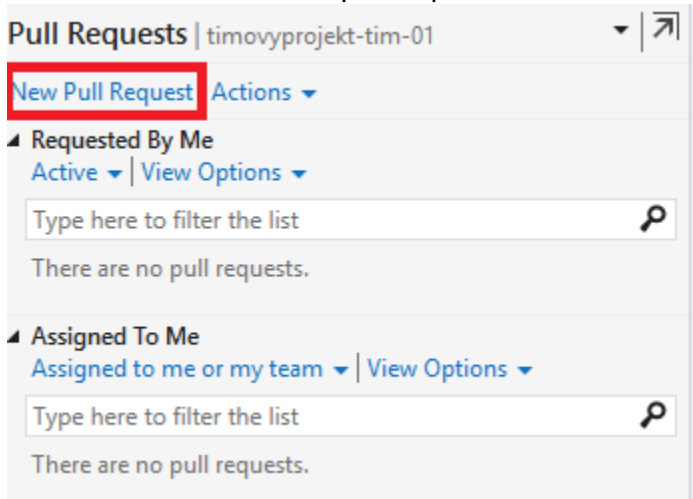 Pull Requests | timovyprojekt-tim-01
New Pull Request Actions
Requested By Me
Active | View Options
Type here to filter the list
There are no pull requests.
Assigned To Me
Assigned to me or my team | View Options
Type here to filter the list
There are no pull requests.